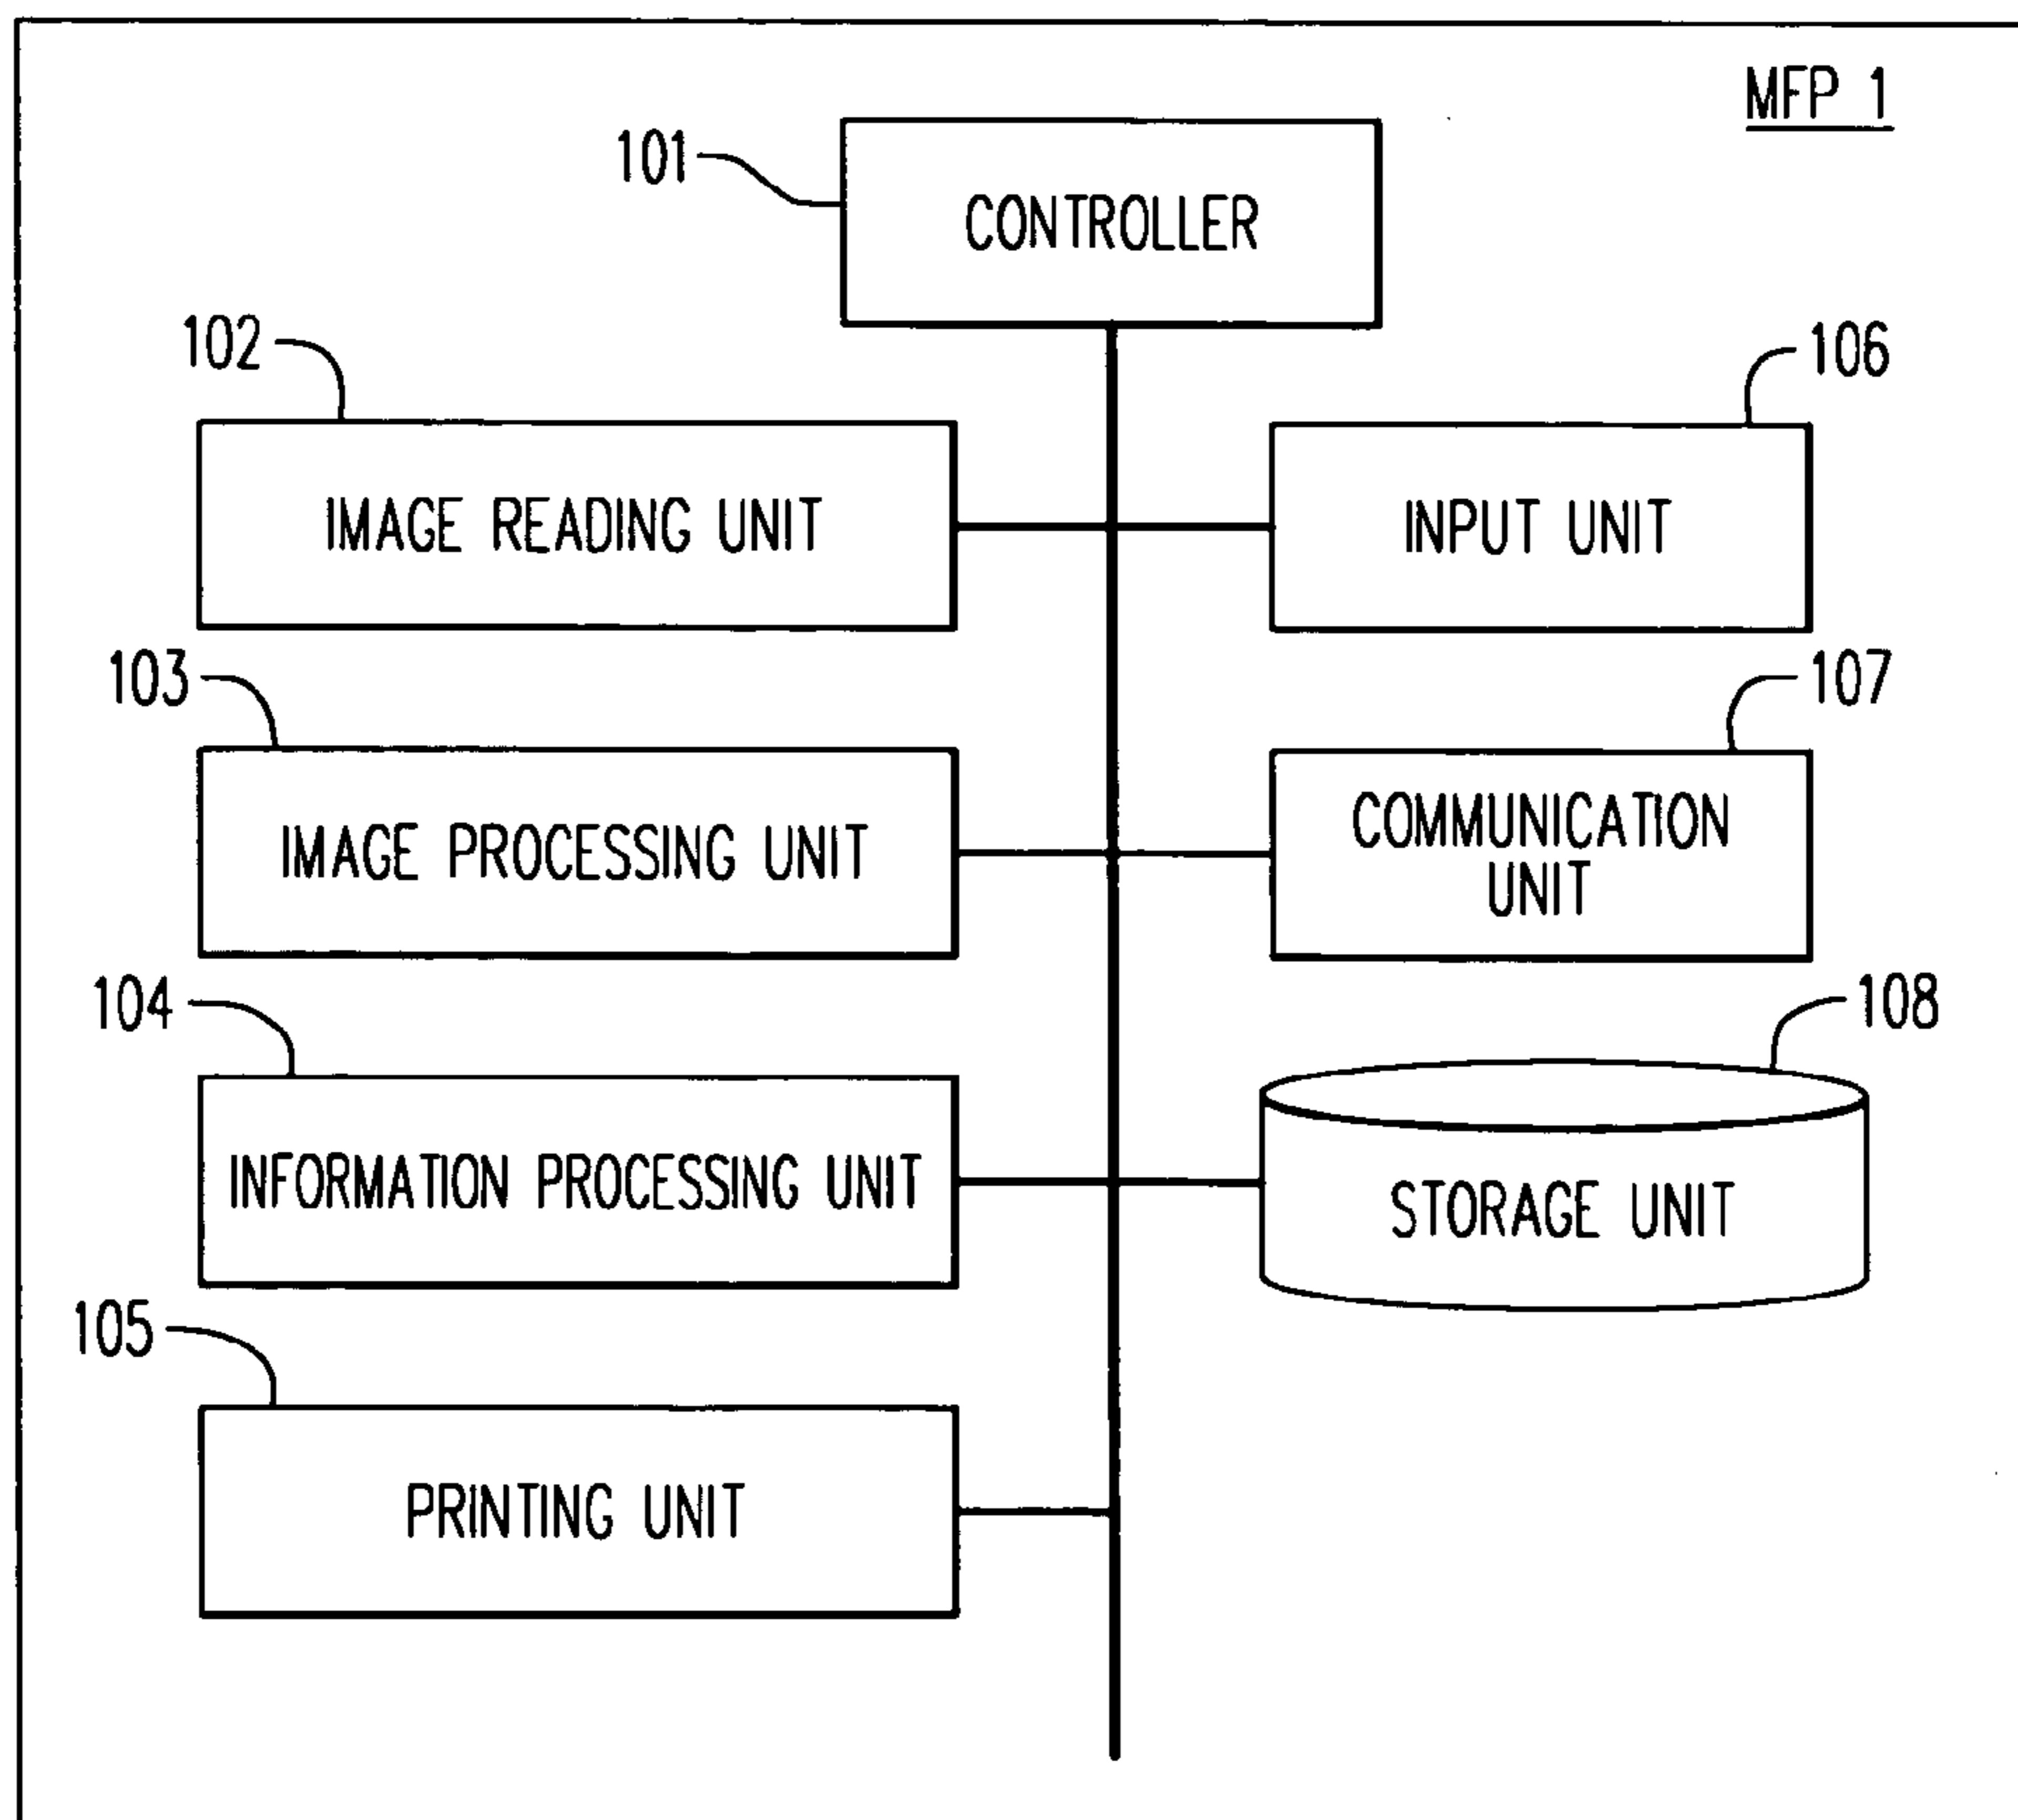 MFP 1
101
CONTROLLER
102
106
IMAGE READING UNIT
INPUT UNIT
103
107
IMAGE PROCESSING UNIT
COMMUNICATION
UNIT
104
108
INFORMATION PROCESSING UNIT
STORAGE UNIT
105
PRINTING UNIT